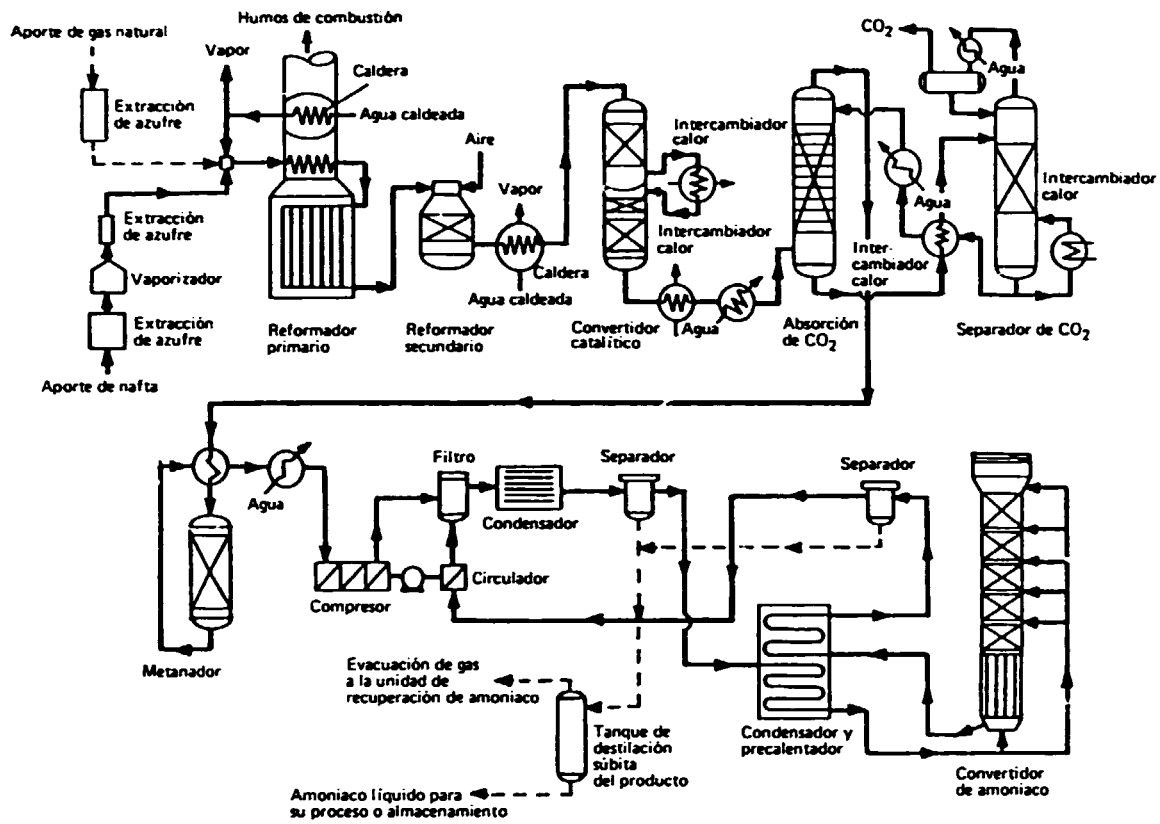 Humos de combustión
Aporte de gas natural
Vapor
Caldera
Extracción
de azufre
Agua caldeada
Aire
Extracción
de azufre
Vaporizador
Extracción
de azufre
Aporte de nafta
Reformador
primario
Vapor
Caldera
Agua caldeada
Reformador
secundario
Intercambiador
calor
Intercambiador
calor
Agua
Convertidor
catalítico
CO2
Agua
Agua
Inter-
cambiador
calor
Intercambiador
calor
Absorción
de CO2
Separador de CO2
Agua
Metanador
Filtro
Condensador
Separador
Separador
Compresor
Circulador
Evacuación de gas
a la unidad de
recuperación de amoniaco
Tanque de
destilación
súbita
del producto
Amoniaco líquido para
su proceso o almacenamiento
Condensador y
precalentador
Convertidor
de amoniaco